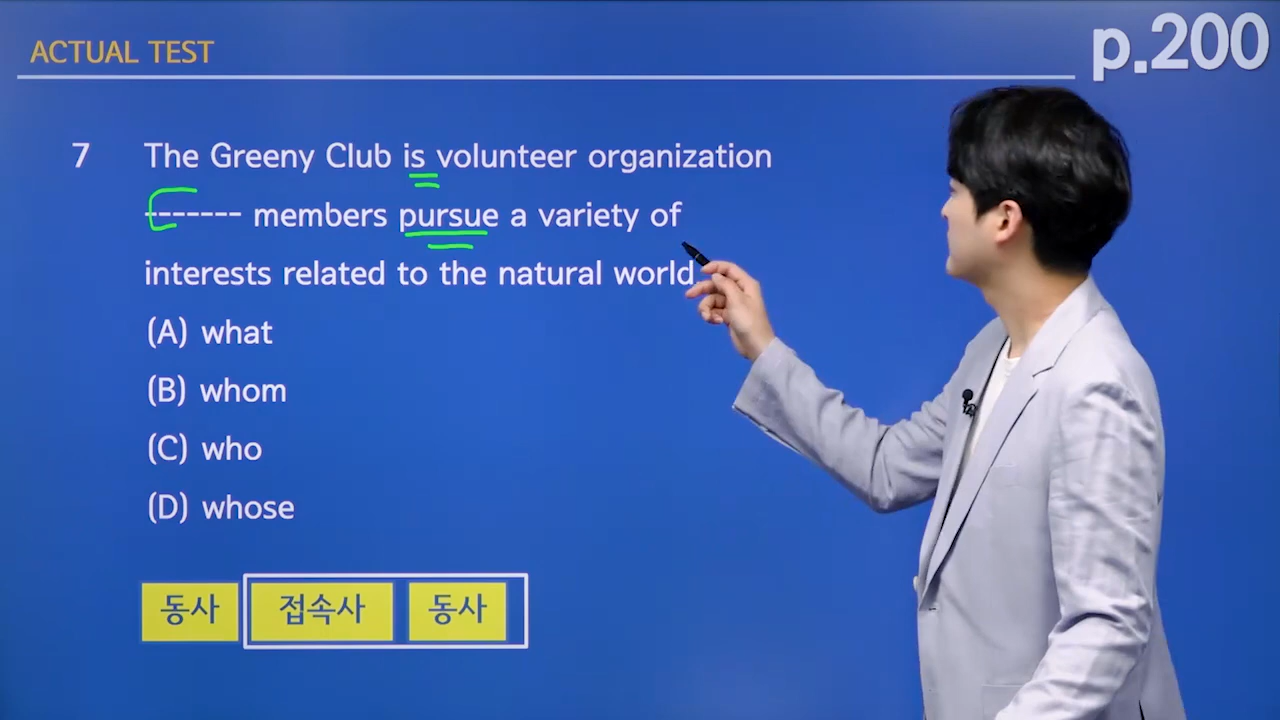 ACTUAL TEST
p.200
7 The Greeny Club is volunteer organization
------- members pursue a variety of
interests related to the natural world.
(A) what
(B) whom
(C) who
(D) whose
동사 접속사 동사